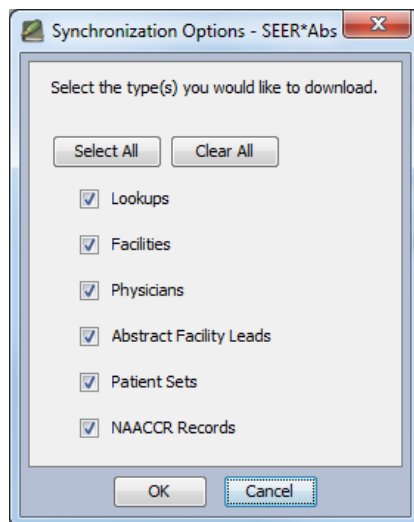 Synchronization Options - SEER*Abs
Select the type(s) you would like to download.
Select All Clear All
Lookups
Facilities
Physicians
Abstract Facility Leads
Patient Sets
NAACCR Records
OK Cancel